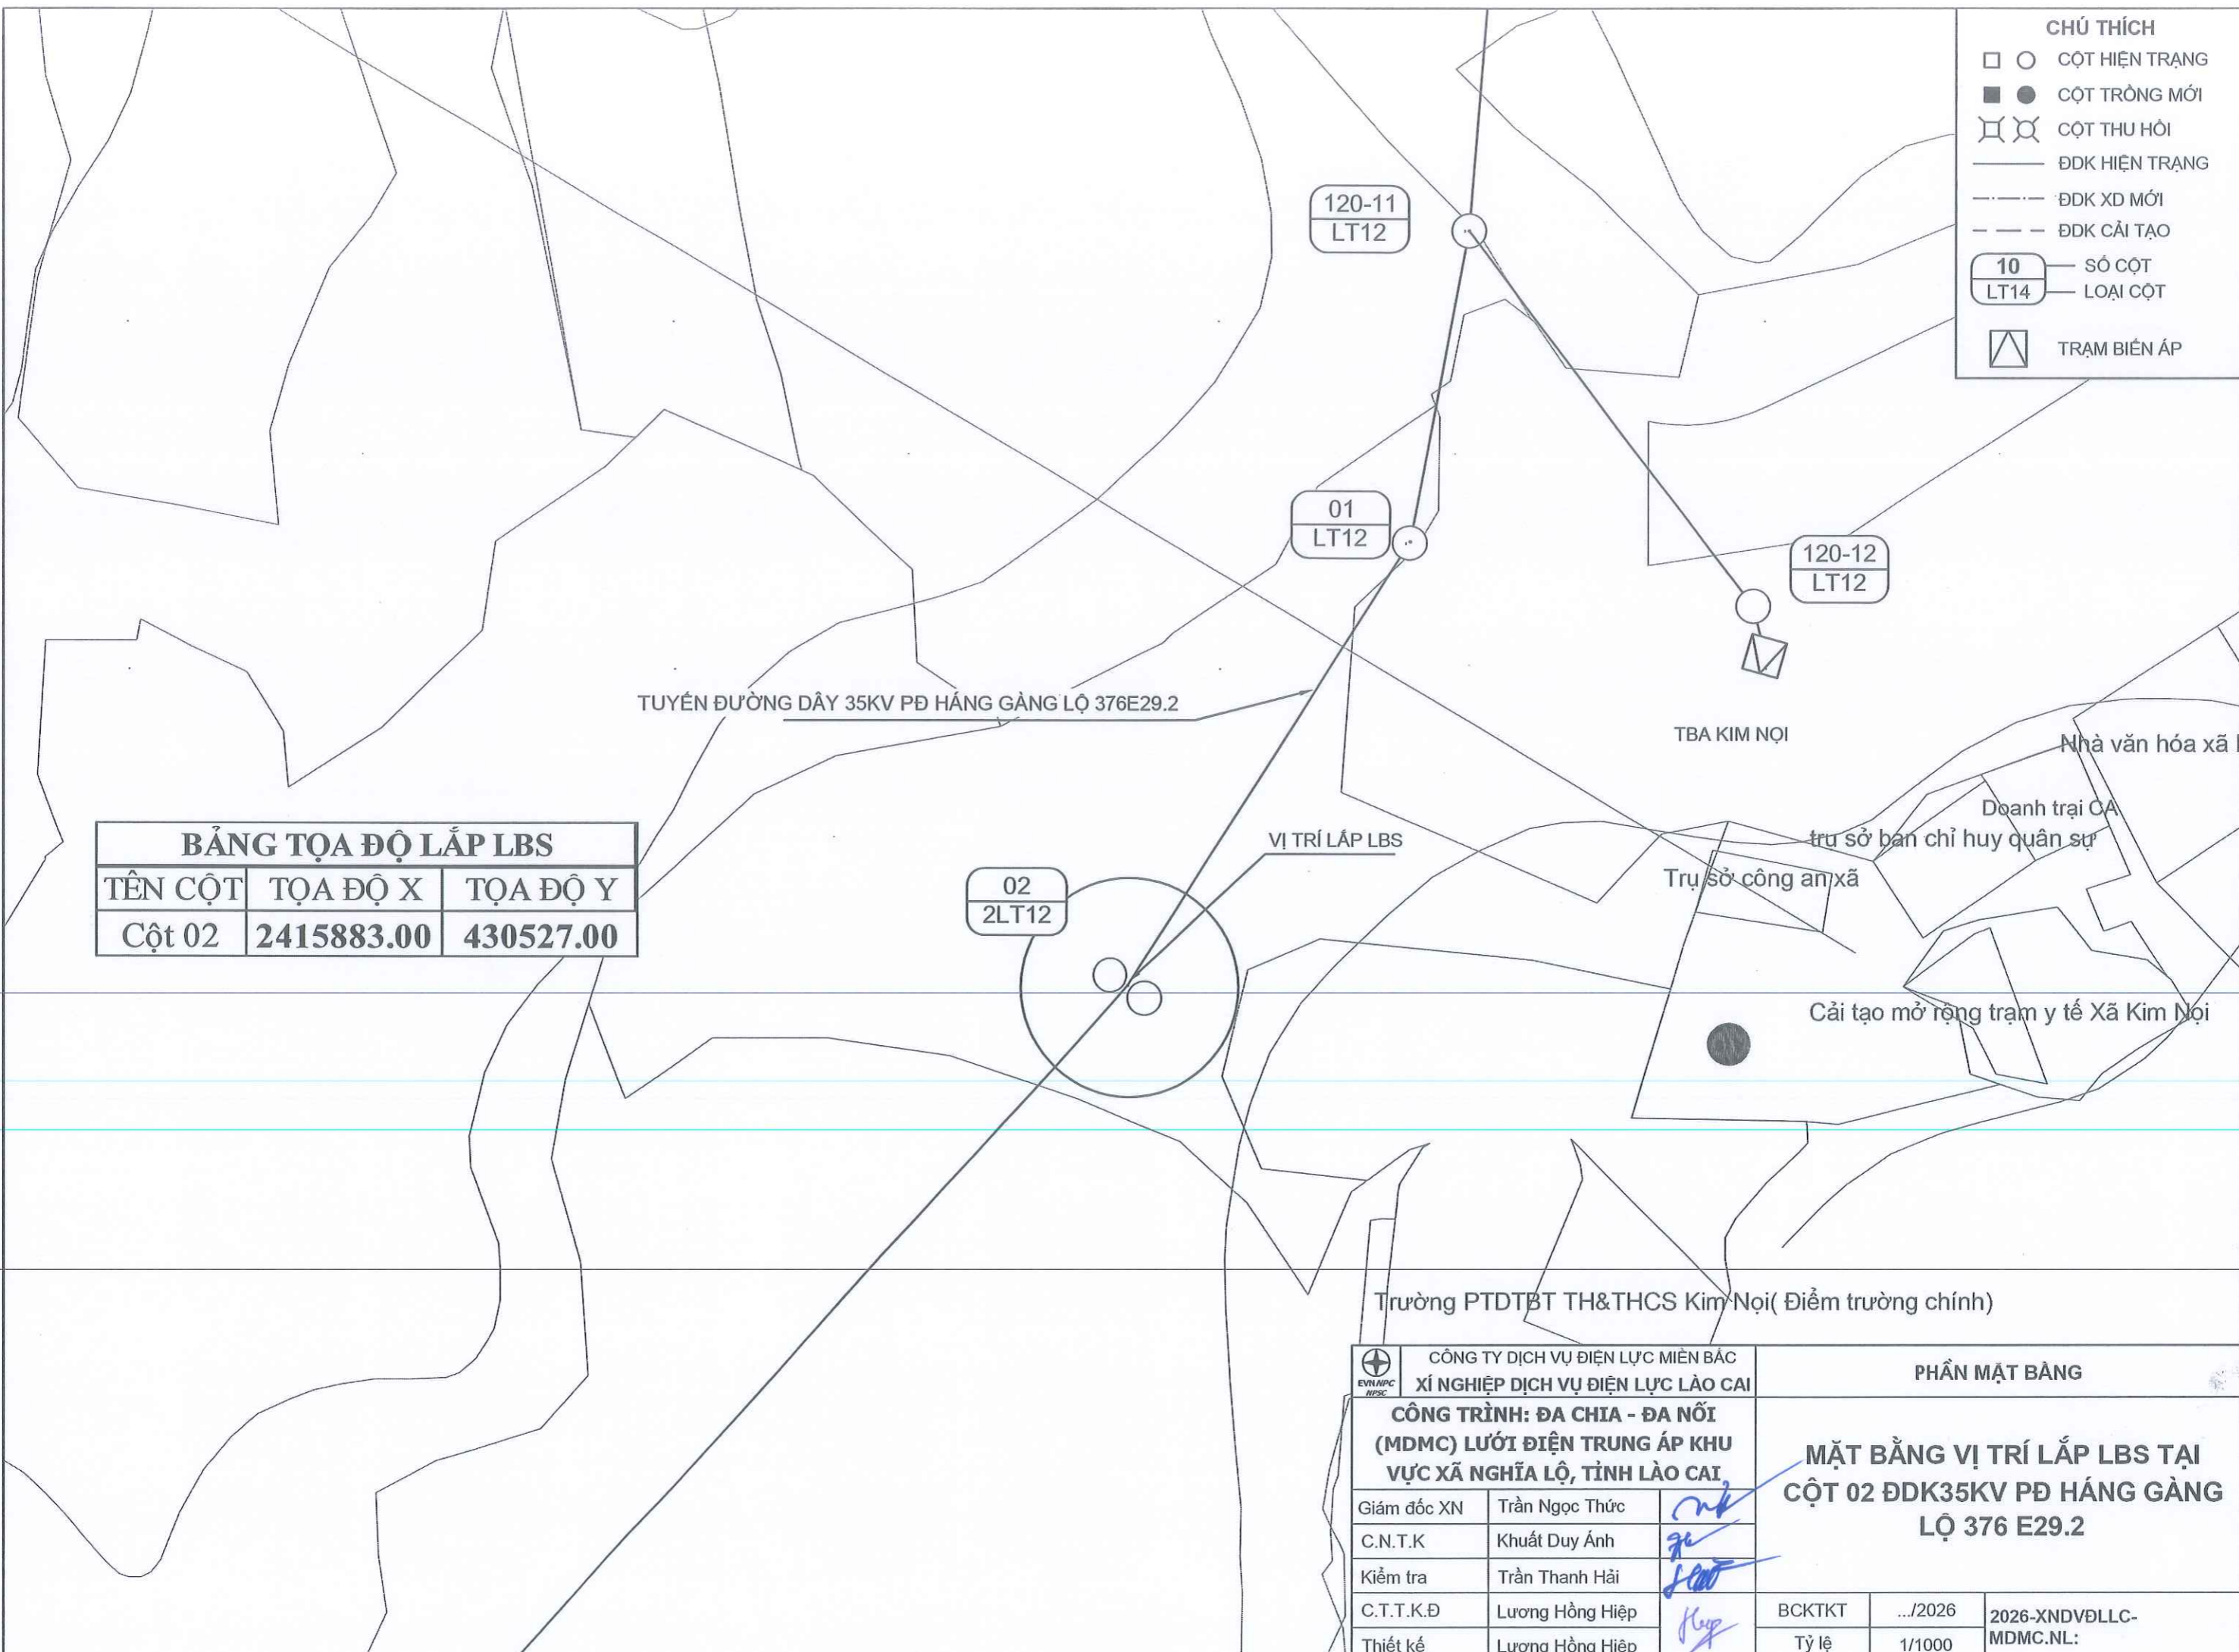 CHÚ THÍCH
CỘT HIỆN TRẠNG
CỘT TRỒNG MỚI
CỘT THU HỒI
ĐDK HIỆN TRẠNG
ĐDK XD MỚI
ĐDK CẢI TẠO
10 SỐ CỘT
LT14 LOẠI CỘT
TRẠM BIẾN ÁP
120-11
LT12
01
LT12
120-12
LT12
TUYẾN ĐƯỜNG DÂY 35KV PĐ HÁNG GÀNG LỘ 376E29.2
TBA KIM NỌI
Nhà văn hóa xã
Doanh trại CA
trụ sở ban chỉ huy quân sự
Trụ sở công an xã
VỊ TRÍ LẮP LBS
BẢNG TỌA ĐỘ LẮP LBS
TÊN CỘT TỌA ĐỘ X TỌA ĐỘ Y
Cột 02 2415883.00 430527.00
02
2LT12
Cải tạo mở rộng trạm y tế Xã Kim Nọi
Trường PTDTBT TH&THCS Kim Nọi( Điểm trường chính)
EVNNPC
NPSC
CÔNG TY DỊCH VỤ ĐIỆN LỰC MIỀN BẮC
XÍ NGHIỆP DỊCH VỤ ĐIỆN LỰC LÀO CAI
PHẦN MẶT BẰNG
CÔNG TRÌNH: ĐA CHIA - ĐA NỐI
(MDMC) LƯỚI ĐIỆN TRUNG ÁP KHU
VỰC XÃ NGHĨA LỘ, TỈNH LÀO CAI
MẶT BẰNG VỊ TRÍ LẮP LBS TẠI
CỘT 02 ĐDK35KV PĐ HÁNG GÀNG
LỘ 376 E29.2
Giám đốc XN Trần Ngọc Thức
C.N.T.K Khuất Duy Ánh
Kiểm tra Trần Thanh Hải
C.T.T.K.Đ Lương Hồng Hiệp
Thiết kế Lương Hồng Hiệp
BCKTKT .../2026
Tỷ lệ 1/1000
2026-XNDVĐLLC-
MDMC.NL: